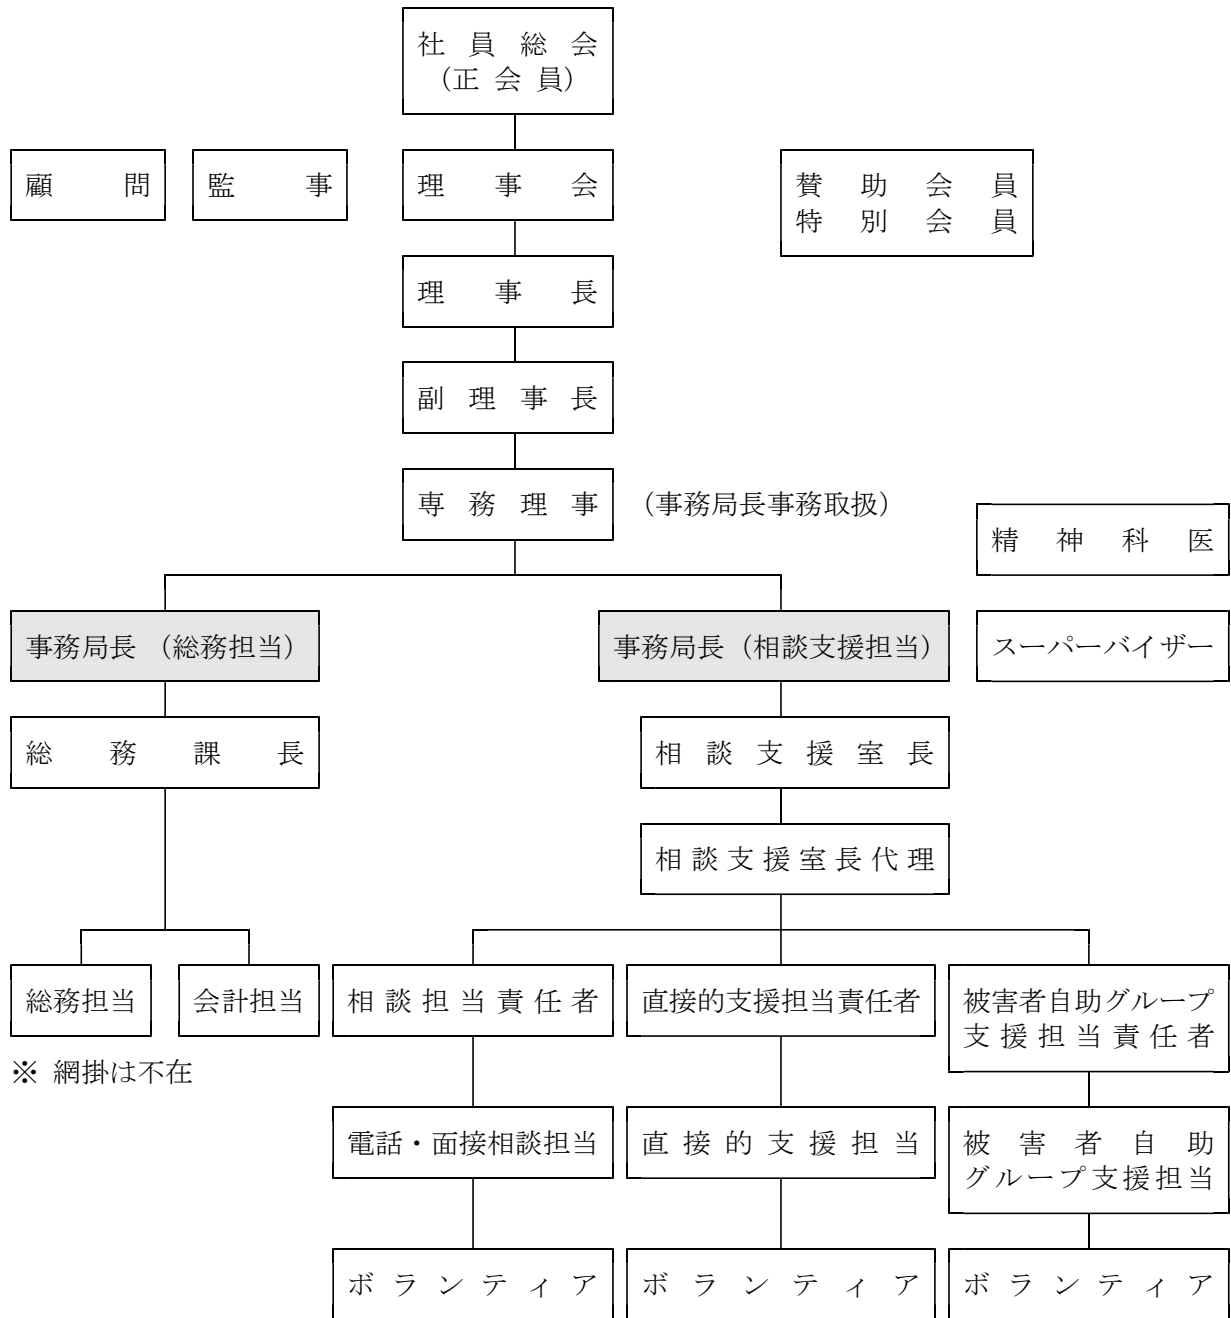 社員総会
(正会員)
顧問
監事
理事会
賛助会員
特別会員
理事長
副理事長
専務理事
(事務局長事務取扱)
精神科医
事務局長 (総務担当)
事務局長 (相談支援担当)
スーパーバイザー
総務課長
相談支援室長
相談支援室長代理
総務担当
会計担当
相談担当責任者
直接的支援担当責任者
被害者自助グループ
支援担当責任者
※ 網掛は不在
電話・面接相談担当
直接的支援担当
被害者自助
グループ支援担当
ボランティア
ボランティア
ボランティア